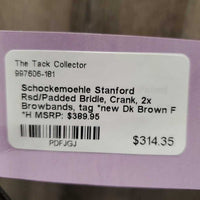 The Tack Collector
997606-181
Schockemoehle Stanford
Rsd/Padded Bridle, Crank, 2x
Browbands, tag *new Dk Brown F
*H MSRP: $389.95
PDFJGJ
$314.35